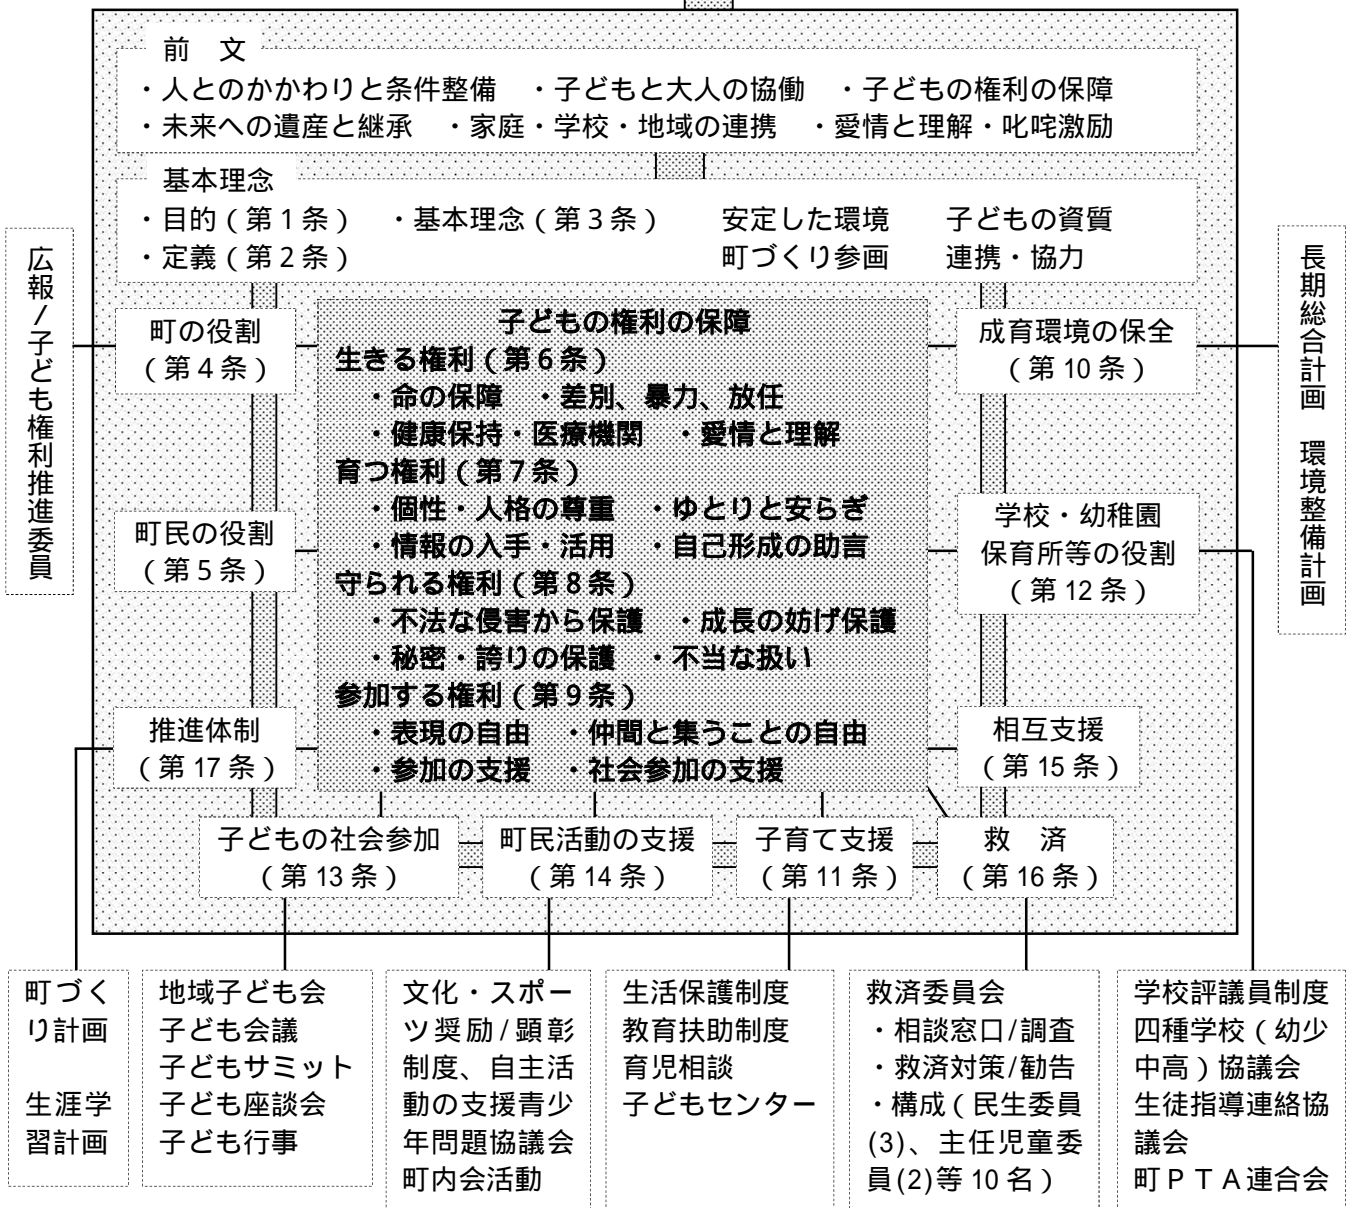 前　文
・人とのかかわりと条件整備　・子どもと大人の協働　・子どもの権利の保障
・未来への遺産と継承　・家庭・学校・地域の連携　・愛情と理解・叱咤激励
基本理念
・目的（第１条）　・基本理念（第３条）　安定した環境　子どもの資質
・定義（第２条）　町づくり参画　連携・協力
広報/子ども権利推進委員
町の役割
（第４条）
町民の役割
（第５条）
推進体制
（第 17 条）
子どもの権利の保障
生きる権利（第６条）
・命の保障　・差別、暴力、放任
・健康保持・医療機関　・愛情と理解
育つ権利（第７条）
・個性・人格の尊重　・ゆとりと安らぎ
・情報の入手・活用　・自己形成の助言
守られる権利（第８条）
・不法な侵害から保護　・成長の妨げ保護
・秘密・誇りの保護　・不当な扱い
参加する権利（第９条）
・表現の自由　・仲間と集うことの自由
・参加の支援　・社会参加の支援
成育環境の保全
（第 10 条）
学校・幼稚園
保育所等の役割
（第 12 条）
相互支援
（第 15 条）
長期総合計画　環境整備計画
子どもの社会参加
（第 13 条）
町民活動の支援
（第 14 条）
子育て支援
（第 11 条）
救　済
（第 16 条）
町づく
り計画
生涯学
習計画
地域子ども会
子ども会議
子どもサミット
子ども座談会
子ども行事
文化・スポー
ツ奨励/顕彰
制度、自主活
動の支援青少
年問題協議会
町内会活動
生活保護制度
教育扶助制度
育児相談
子どもセンター
救済委員会
・相談窓口/調査
・救済対策/勧告
・構成（民生委員
(3)、主任児童委
員(2)等 10 名）
学校評議員制度
四種学校（幼少
中高）協議会
生徒指導連絡協
議会
町ＰＴＡ連合会